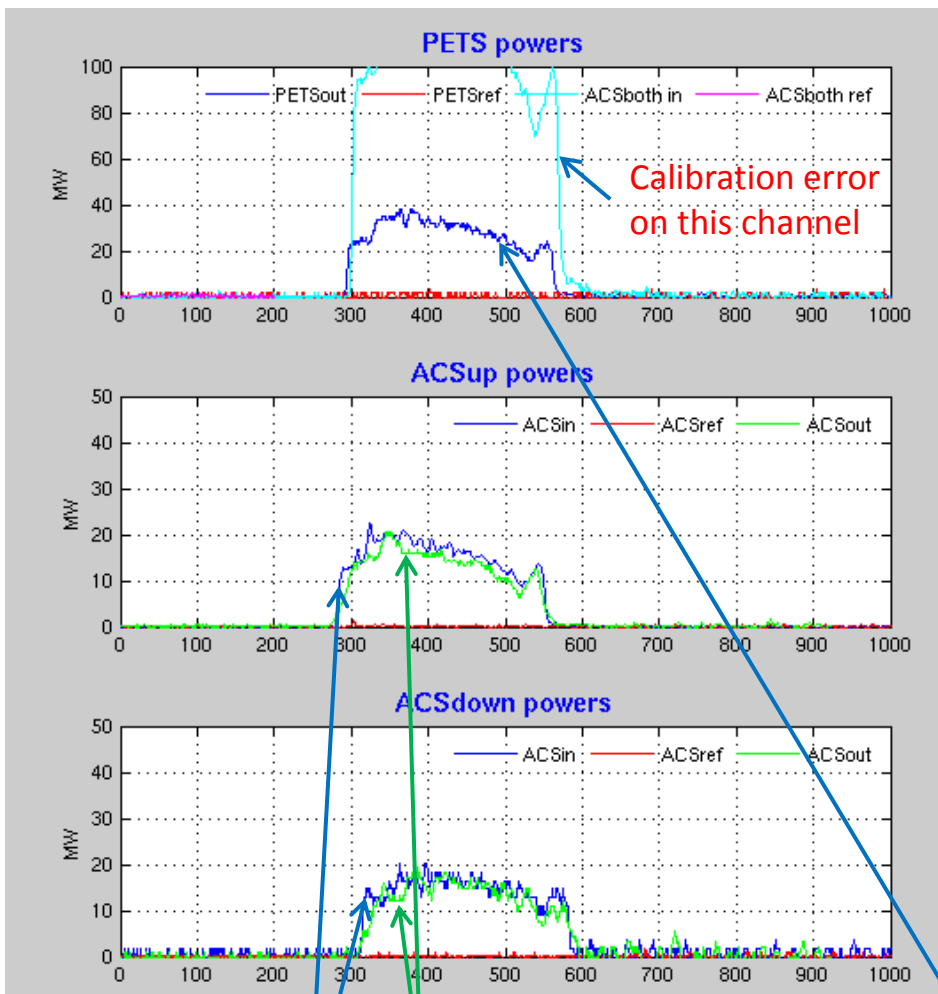 PETS powers
100
80
60
40
20
0
MW
PETSout PETSref ACSboth in ACSboth ref
Calibration error
on this channel
0 100 200 300 400 500 600 700 800 900 1000
ACSup powers
50
40
30
20
10
0
MW
ACSin ACSref ACSout
0 100 200 300 400 500 600 700 800 900 1000
ACSdown powers
50
40
30
20
10
0
MW
ACSin ACSref ACSout
0 100 200 300 400 500 600 700 800 900 1000